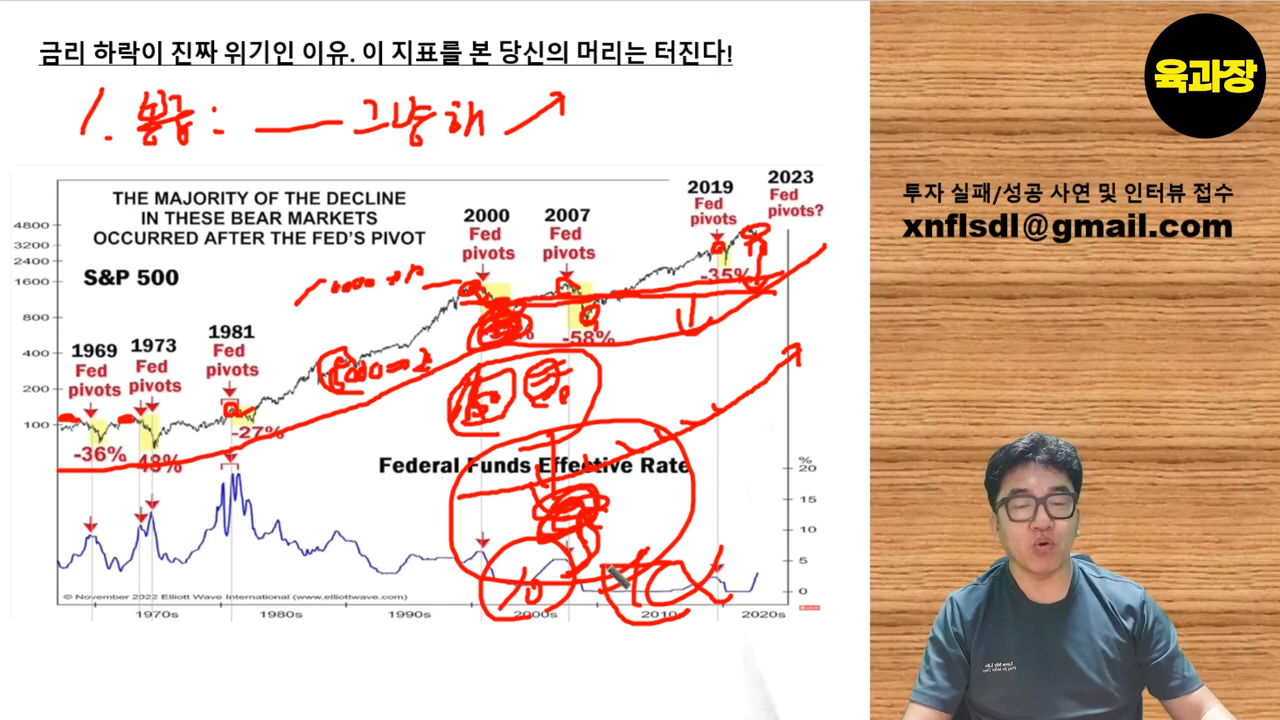 금리 하락이 진짜 위기인 이유. 이 지표를 본 당신의 머리는 터진다!
육과장
투자 실패/성공 사연 및 인터뷰 접수
xnflsdl@gmail.com
1.
그냥 해
THE MAJORITY OF THE DECLINE
IN THESE BEAR MARKETS
OCCURRED AFTER THE FED'S PIVOT
S&P 500
4800
3200
2400
1600
800
400
200
100
1969
Fed
pivots
-36%
1973
Fed
pivots
48%
1981
Fed
pivots
-27%
2000
Fed
pivots
2007
Fed
pivots
-58%
2019
Fed
pivots
-35%
2023
Fed
pivots?
Federal Funds Effective Rate
%
20
15
10
5
0
© November 2022 Elliott Wave International (www.elliottwave.com)
1970s
1980s
1990s
2000s
2010
2020s